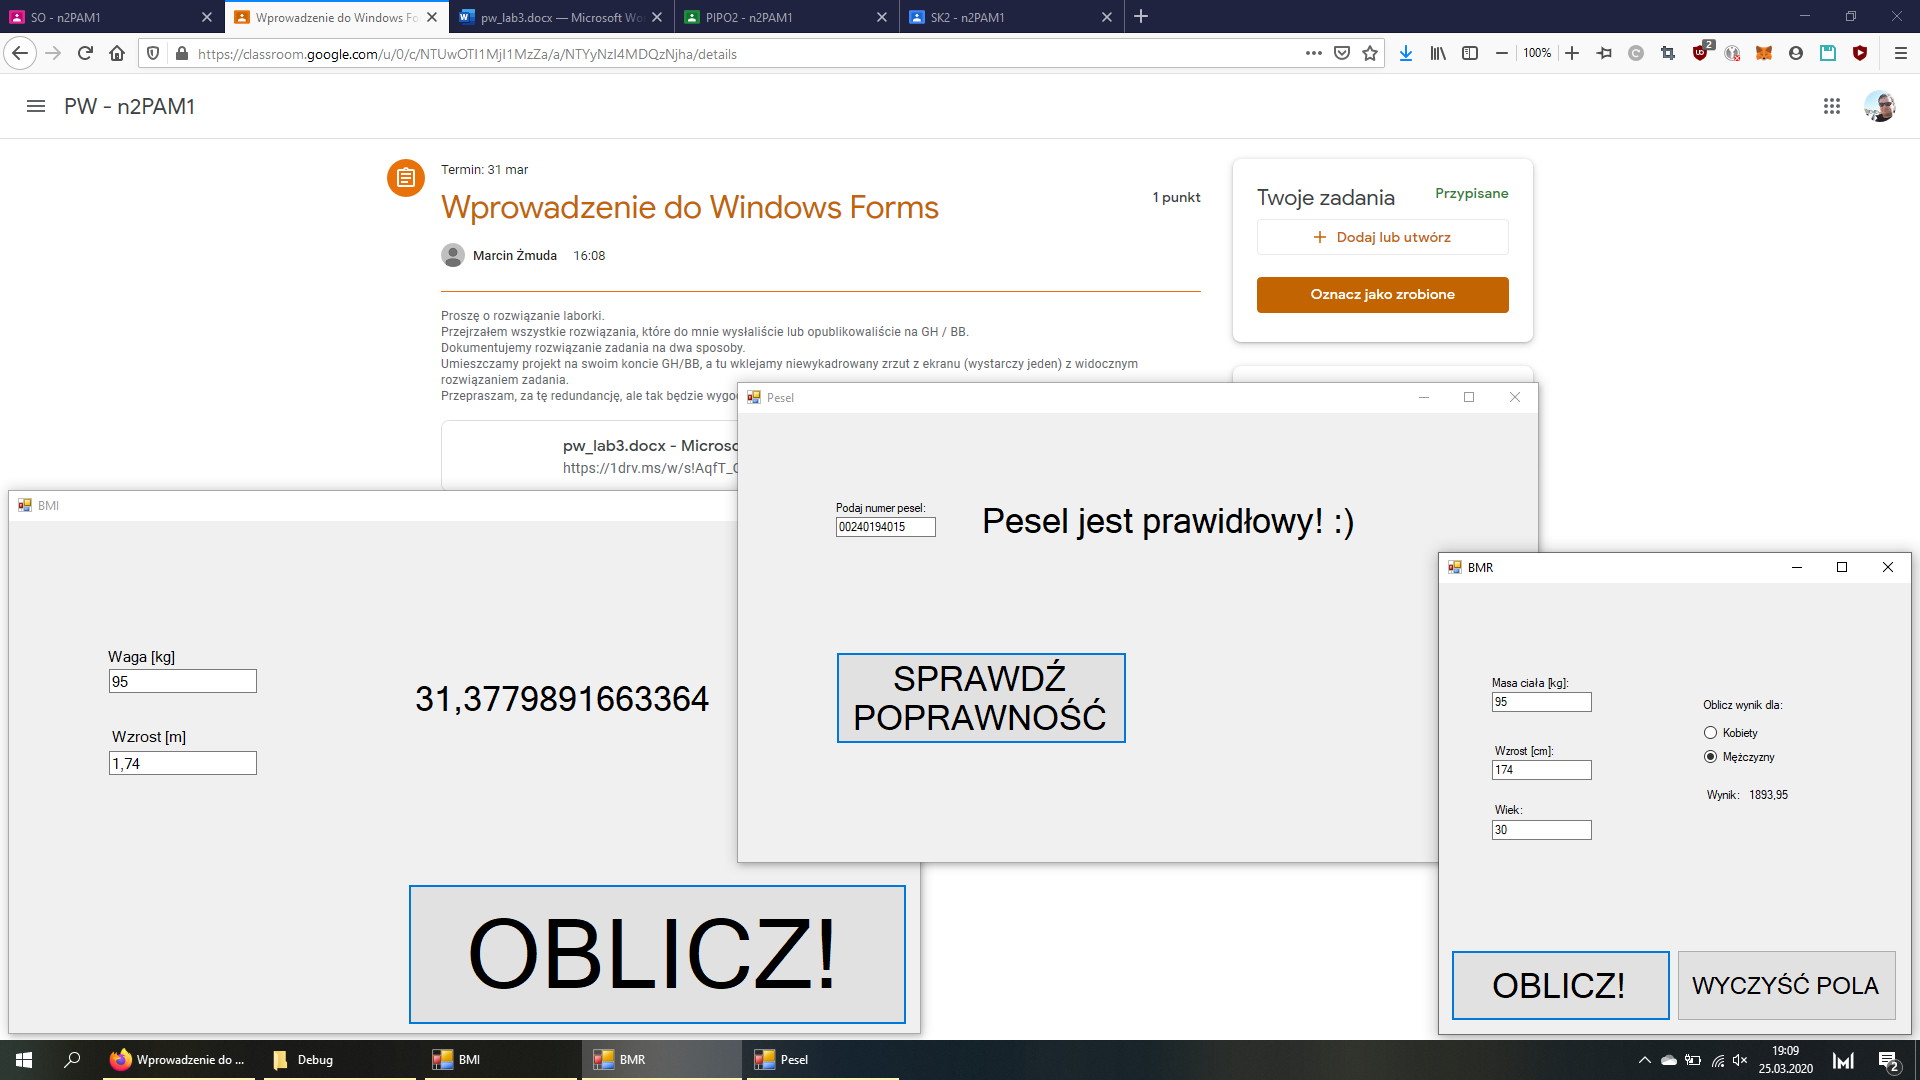 SO - n2PAM1
Wprowadzenie do Windows Fo
pw_lab3.docx — Microsoft Wo
PIPO2 - n2PAM1
SK2 - n2PAM1
https://classroom.google.com/u/0/c/NTUwOTI1MjI1MzZa/a/NTYyNzI4MDQzNjha/details
100%
2
PW - n2PAM1
Termin: 31 mar
Wprowadzenie do Windows Forms
1 punkt
Marcin Żmuda 16:08
Twoje zadania
Przypisane
Dodaj lub utwórz
Oznacz jako zrobione
Proszę o rozwiązanie laborki.
Przejrzałem wszystkie rozwiązania, które do mnie wysłaliście lub opublikowaliście na GH / BB.
Dokumentujemy rozwiązanie zadania na dwa sposoby.
Umieszczamy projekt na swoim koncie GH/BB, a tu wklejamy niewykadrowany zrzut z ekranu (wystarczy jeden) z widocznym
rozwiązaniem zadania.
Przepraszam, za tę redundancję, ale tak będzie wygo
pw_lab3.docx - Microso
https://1drv.ms/w/s!AqfT_
Pesel
Podaj numer pesel:
00240194015
Pesel jest prawidłowy! :)
SPRAWDŹ
POPRAWNOŚĆ
BMI
Waga [kg]
95
Wzrost [m]
1,74
31,3779891663364
OBLICZ!
BMR
Masa ciała [kg]:
95
Wzrost [cm]:
174
Wiek:
30
Oblicz wynik dla:
Kobiety
Mężczyzny
Wynik: 1893,95
OBLICZ!
WYCZYŚĆ POLA
Wprowadzenie do ...
Debug
BMI
BMR
Pesel
19:09
25.03.2020
2